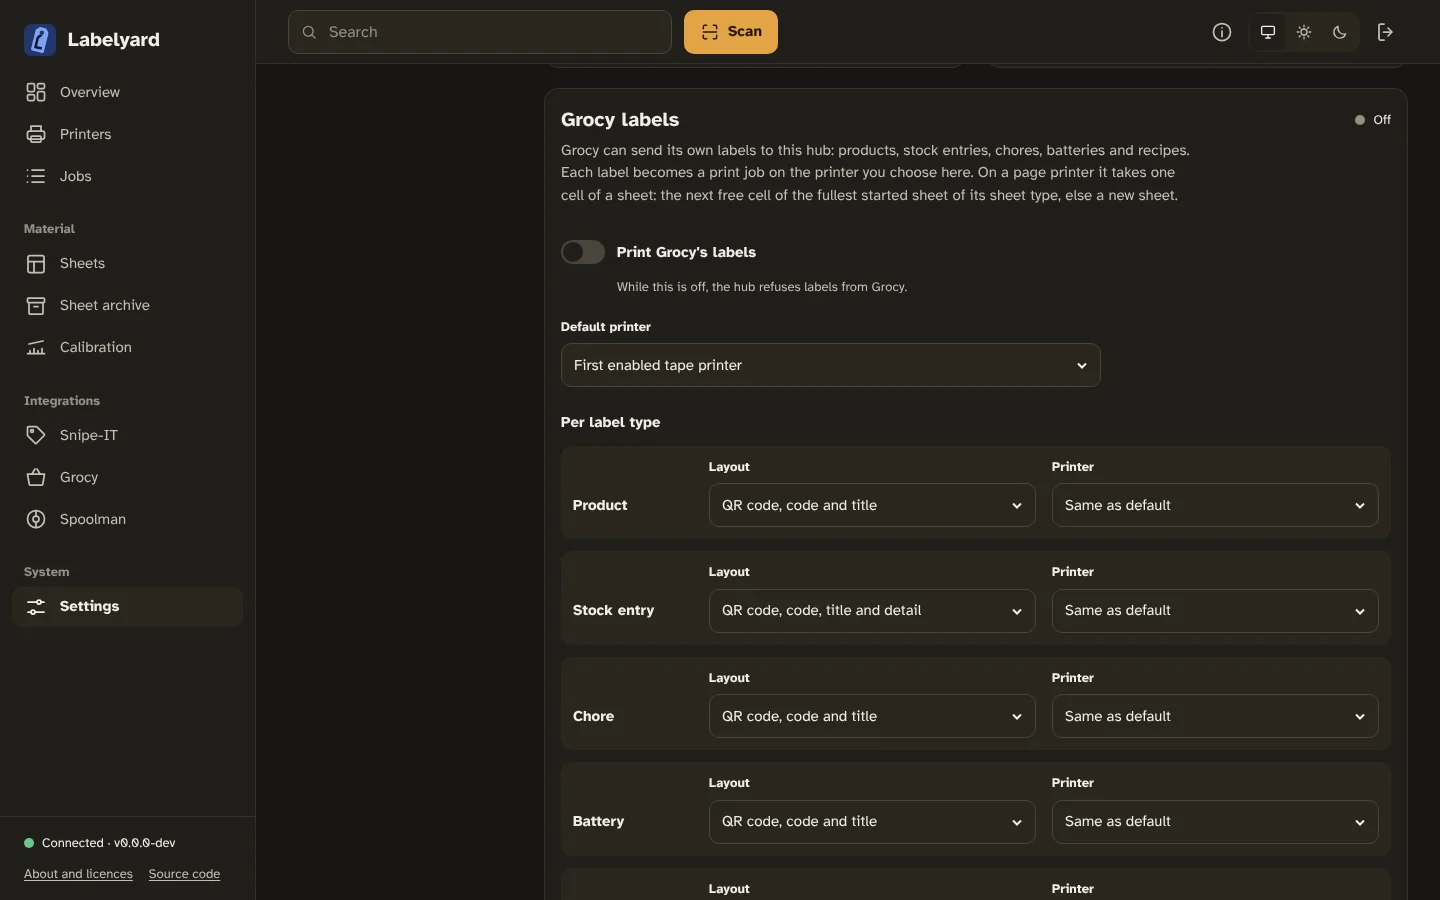 Labelyard
Search
Scan
Overview
Printers
Jobs
Material
Sheets
Sheet archive
Calibration
Integrations
Snipe-IT
Grocy
Spoolman
System
Settings
Connected · v0.0.0-dev
About and licences
Source code
Grocy labels
Off
Grocy can send its own labels to this hub: products, stock entries, chores, batteries and recipes.
Each label becomes a print job on the printer you choose here. On a page printer it takes one
cell of a sheet: the next free cell of the fullest started sheet of its sheet type, else a new sheet.
Print Grocy's labels
While this is off, the hub refuses labels from Grocy.
Default printer
First enabled tape printer
Per label type
Layout
Printer
Product
QR code, code and title
Same as default
Layout
Printer
Stock entry
QR code, code, title and detail
Same as default
Layout
Printer
Chore
QR code, code and title
Same as default
Layout
Printer
Battery
QR code, code and title
Same as default
Layout
Printer